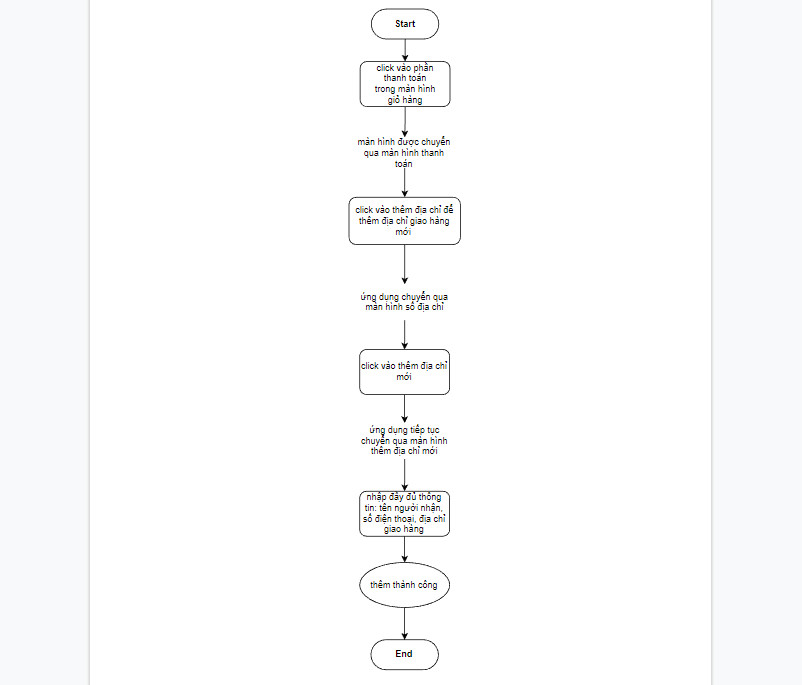 Start
click vào phần
thanh toán
trong màn hình
giỏ hàng
màn hình được chuyển
qua màn hình thanh
toán
click vào thêm địa chỉ để
thêm địa chỉ giao hàng
mới
ứng dụng chuyển qua
màn hình sổ địa chỉ
click vào thêm địa chỉ
mới
ứng dụng tiếp tục
chuyển qua màn hình
thêm địa chỉ mới
nhập đầy đủ thông
tin: tên người nhận,
số điện thoại, địa chỉ
giao hàng
thêm thành công
End